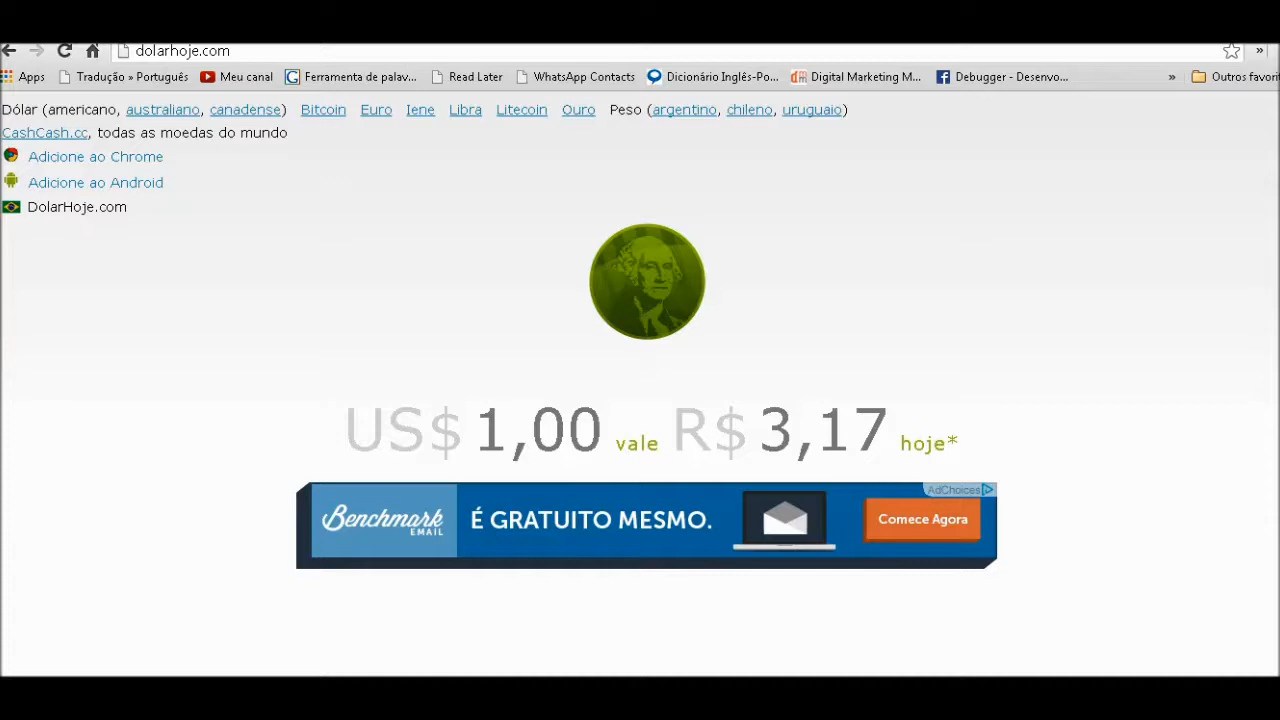 dolarhoje.com
Apps Tradução » Português Meu canal Ferramenta de palav... Read Later WhatsApp Contacts Dicionário Inglês-Po... Digital Marketing M... Debugger - Desenvo... » Outros favori
Dólar (americano, australiano, canadense) Bitcoin Euro Iene Libra Litecoin Ouro Peso (argentino, chileno, uruguaio)
CashCash.cc, todas as moedas do mundo
Adicione ao Chrome
Adicione ao Android
DolarHoje.com
US$ 1,00 vale R$ 3,17 hoje*
AdChoices
Benchmark EMAIL É GRATUITO MESMO. Comece Agora